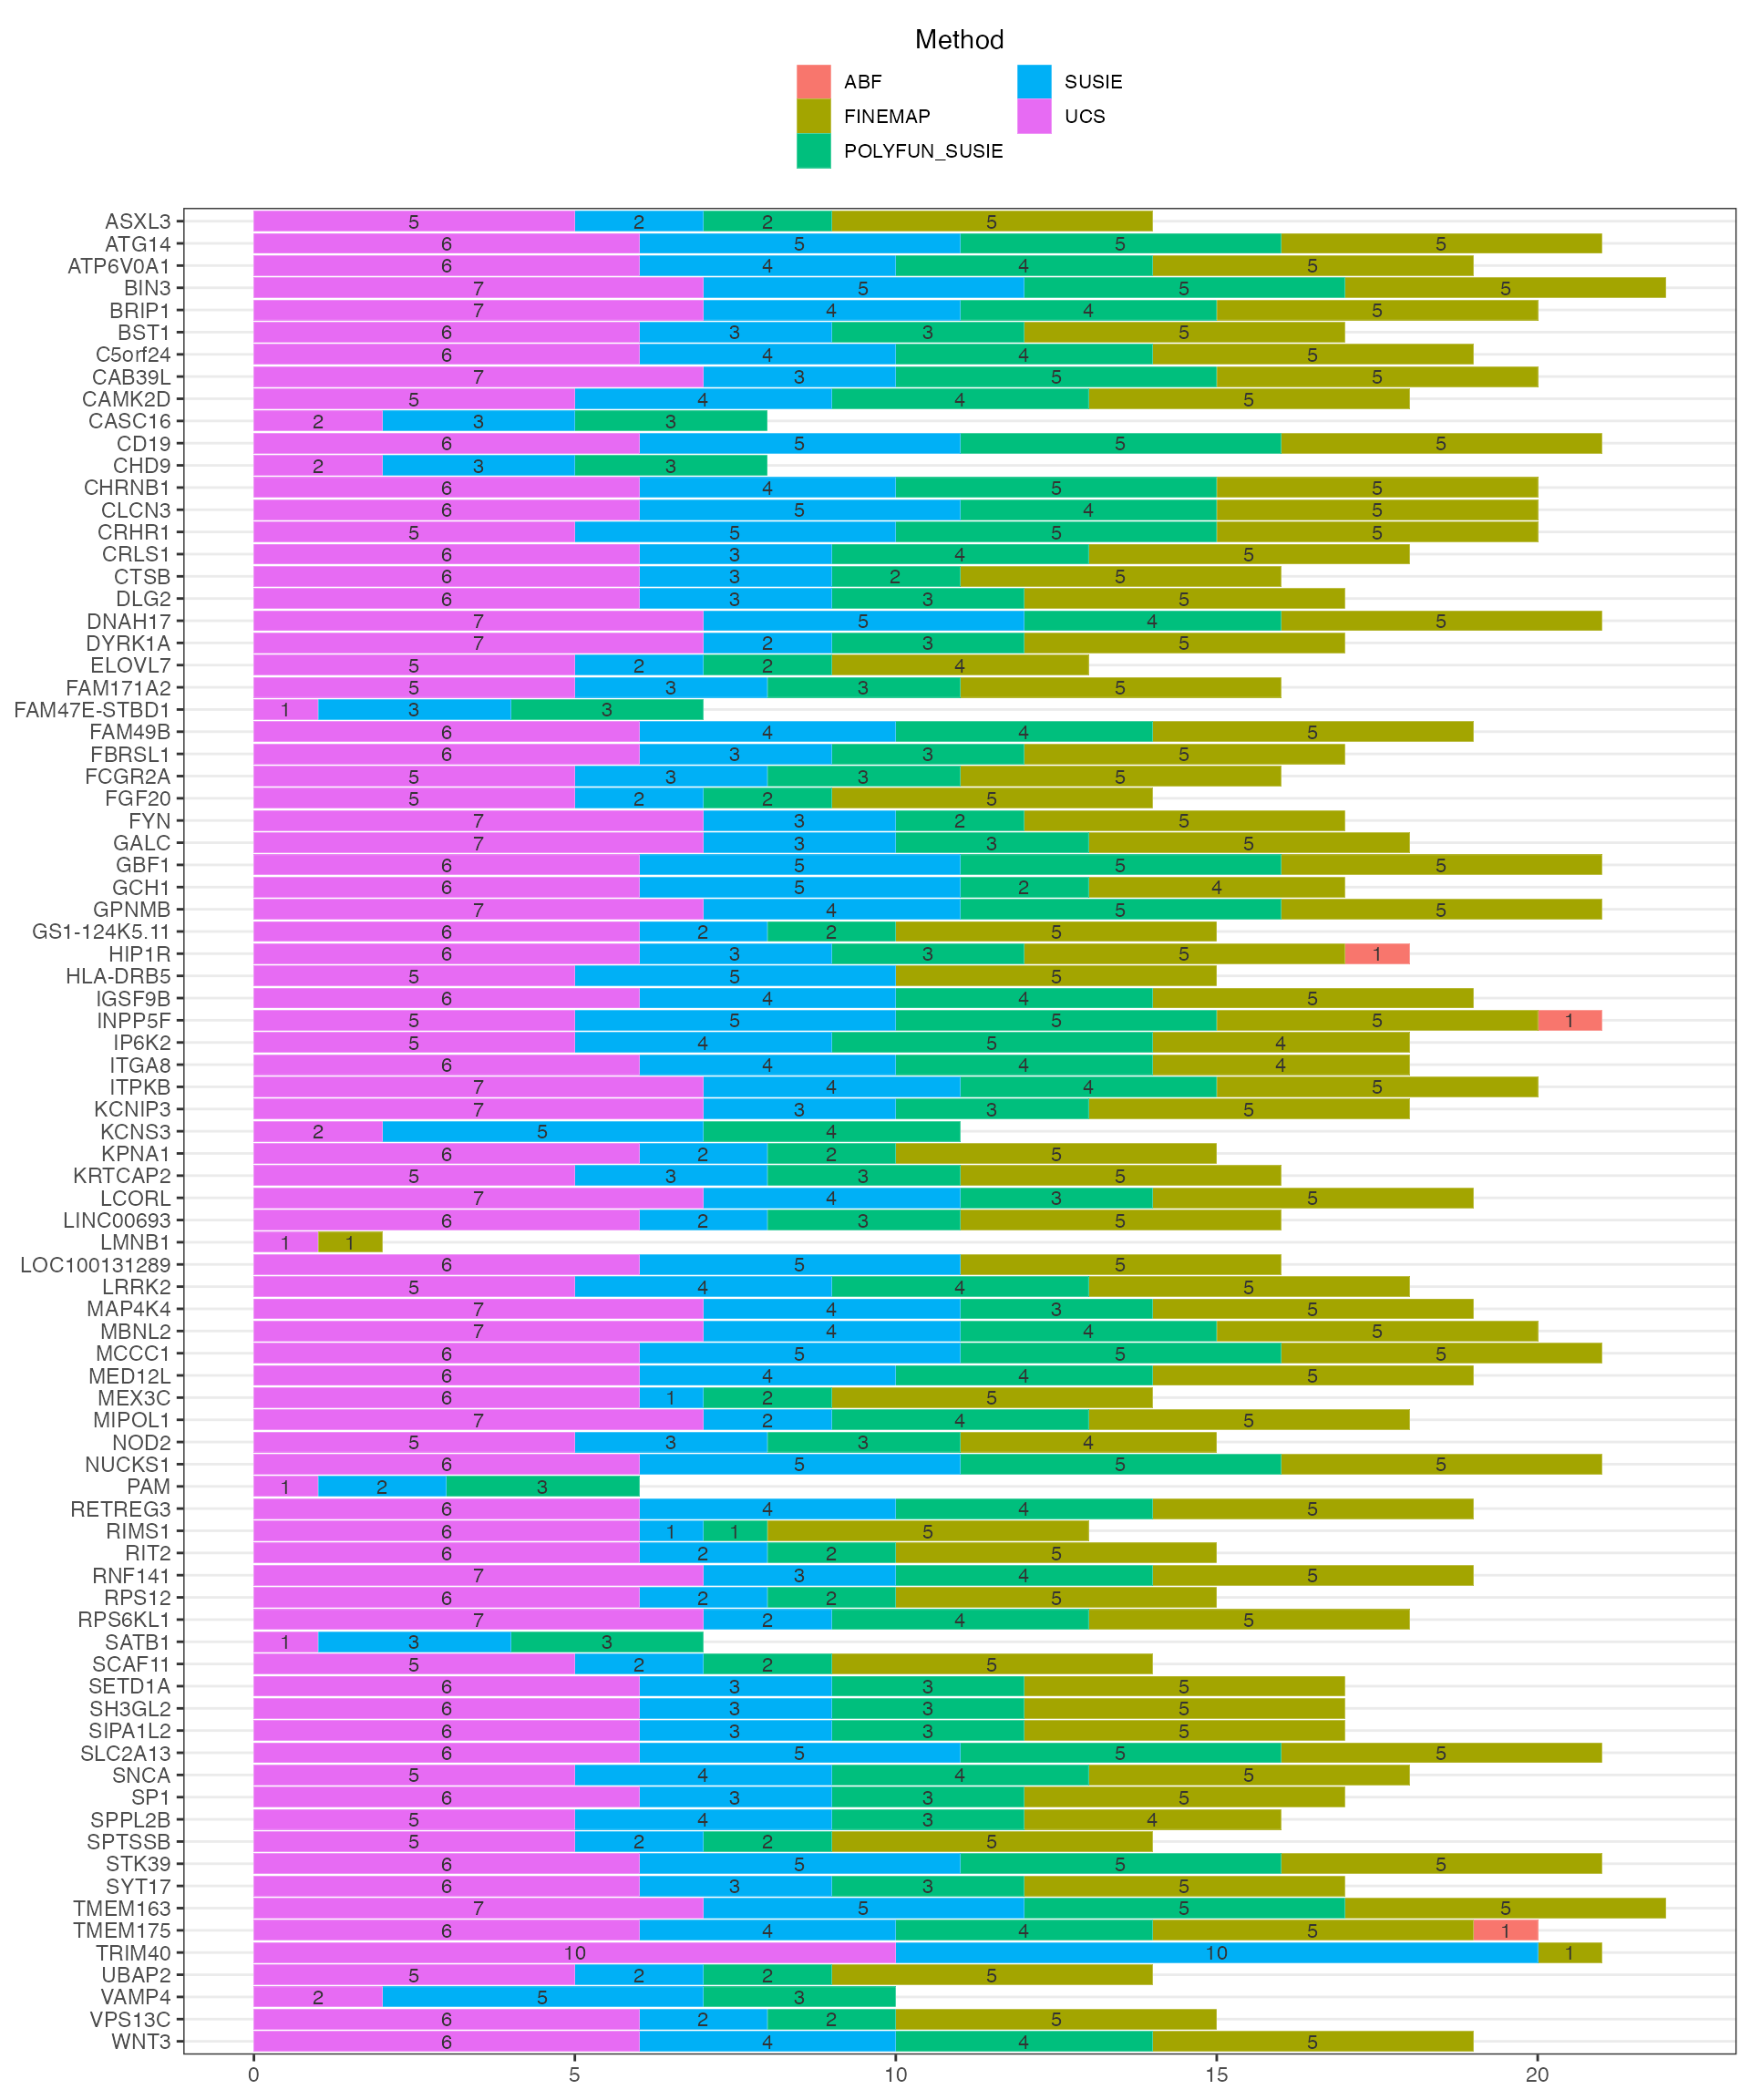 Method
ABF
SUSIE
FINEMAP
UCS
POLYFUN_SUSIE
ASXL3 5 2 2 5
ATG14 6 5 5 5
ATP6V0A1 6 4 4 5
BIN3 7 5 5 5
BRIP1 7 4 4 5
BST1 6 3 3 5
C5orf24 6 4 4 5
CAB39L 7 3 5 5
CAMK2D 5 4 4 5
CASC16 2 3 3
CD19 6 5 5 5
CHD9 2 3 3
CHRNB1 6 4 5 5
CLCN3 6 5 4 5
CRHR1 5 5 5 5
CRLS1 6 3 4 5
CTSB 6 3 2 5
DLG2 6 3 3 5
DNAH17 7 5 4 5
DYRK1A 7 2 3 5
ELOVL7 5 2 2 4
FAM171A2 5 3 3 5
FAM47E-STBD1 1 3 3
FAM49B 6 4 4 5
FBRSL1 6 3 3 5
FCGR2A 5 3 3 5
FGF20 5 2 2 5
FYN 7 3 2 5
GALC 7 3 3 5
GBF1 6 5 5 5
GCH1 6 5 2 4
GPNMB 7 4 5 5
GS1-124K5.11 6 2 2 5
HIP1R 6 3 3 5 1
HLA-DRB5 5 5 5
IGSF9B 6 4 4 5
INPP5F 5 5 5 5 1
IP6K2 5 4 5 4
ITGA8 6 4 4 4
ITPKB 7 4 4 5
KCNIP3 7 3 3 5
KCNS3 2 5 4
KPNA1 6 2 2 5
KRTCAP2 5 3 3 5
LCORL 7 4 3 5
LINC00693 6 2 3 5
LMNB1 1 1
LOC100131289 6 5 5
LRRK2 5 4 4 5
MAP4K4 7 4 3 5
MBNL2 7 4 4 5
MCCC1 6 5 5 5
MED12L 6 4 4 5
MEX3C 6 1 2 5
MIPOL1 7 2 4 5
NOD2 5 3 3 4
NUCKS1 6 5 5 5
PAM 1 2 3
RETREG3 6 4 4 5
RIMS1 6 1 1 5
RIT2 6 2 2 5
RNF141 7 3 4 5
RPS12 6 2 2 5
RPS6KL1 7 2 4 5
SATB1 1 3 3
SCAF11 5 2 2 5
SETD1A 6 3 3 5
SH3GL2 6 3 3 5
SIPA1L2 6 3 3 5
SLC2A13 6 5 5 5
SNCA 5 4 4 5
SP1 6 3 3 5
SPPL2B 5 4 3 4
SPTSSB 5 2 2 5
STK39 6 5 5 5
SYT17 6 3 3 5
TMEM163 7 5 5 5
TMEM175 6 4 4 5 1
TRIM40 10 10 1
UBAP2 5 2 2 5
VAMP4 2 5 3
VPS13C 6 2 2 5
WNT3 6 4 4 5
0 5 10 15 20